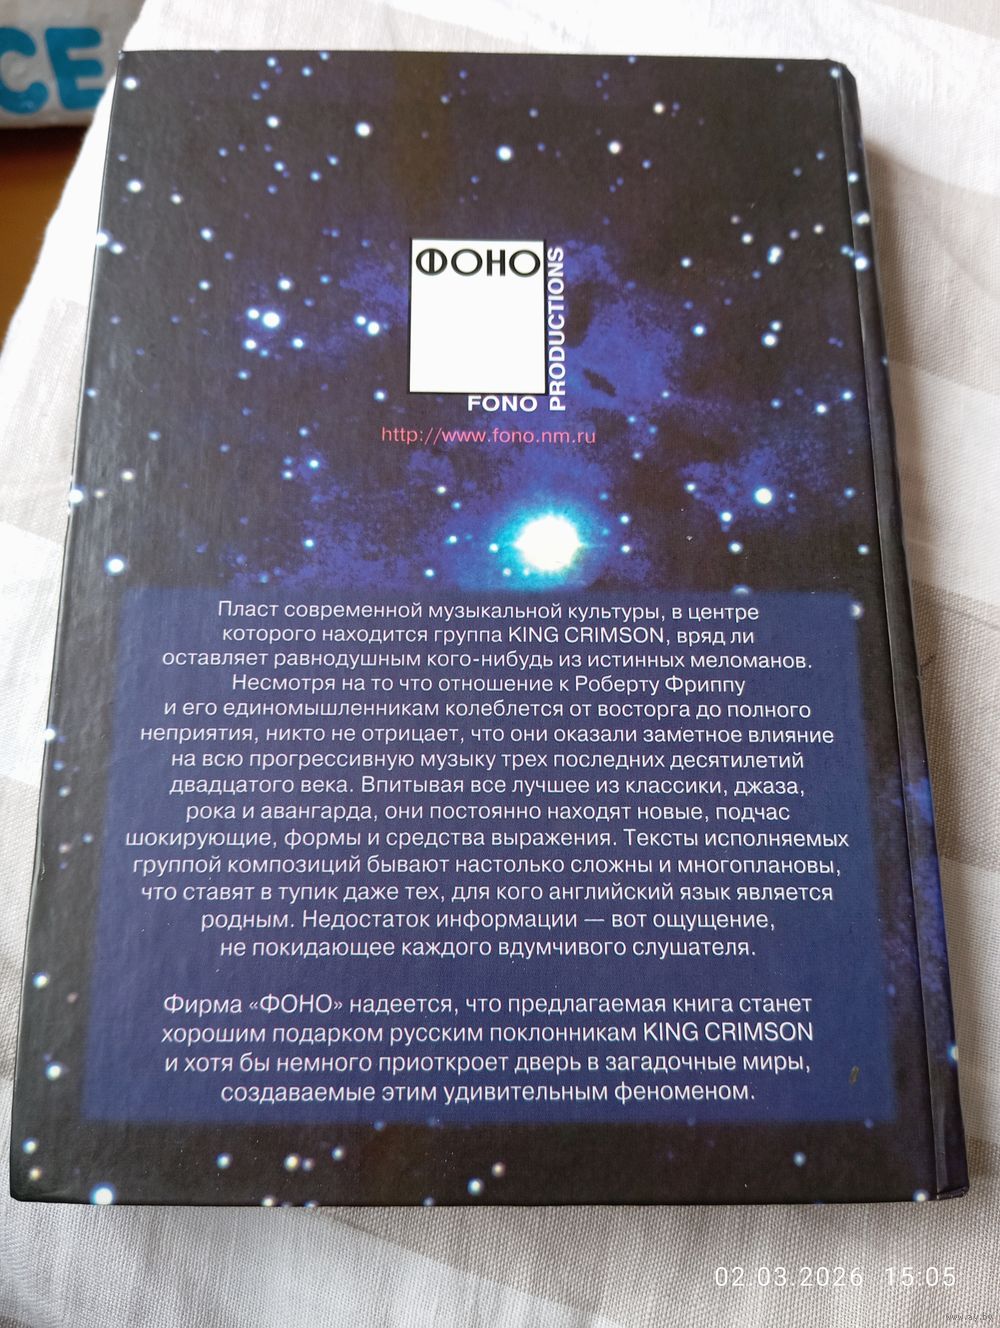 CE
ФОНО
PRODUCTIONS
FONO
http://www.fono.nm.ru
Пласт современной музыкальной культуры, в центре
которого находится группа KING CRIMSON, вряд ли
оставляет равнодушным кого-нибудь из истинных меломанов.
Несмотря на то что отношение к Роберту Фриппу
и его единомышленникам колеблется от восторга до полного
неприятия, никто не отрицает, что они оказали заметное влияние
на всю прогрессивную музыку трех последних десятилетий
двадцатого века. Впитывая все лучшее из классики, джаза,
рока и авангарда, они постоянно находят новые, подчас
шокирующие, формы и средства выражения. Тексты исполняемых
группой композиций бывают настолько сложны и многоплановы,
что ставят в тупик даже тех, для кого английский язык является
родным. Недостаток информации — вот ощущение,
не покидающее каждого вдумчивого слушателя.
Фирма «ФОНО» надеется, что предлагаемая книга станет
хорошим подарком русским поклонникам KING CRIMSON
и хотя бы немного приоткроет дверь в загадочные миры,
создаваемые этим удивительным феноменом.
02.03.2026 15:05
www.ay.by